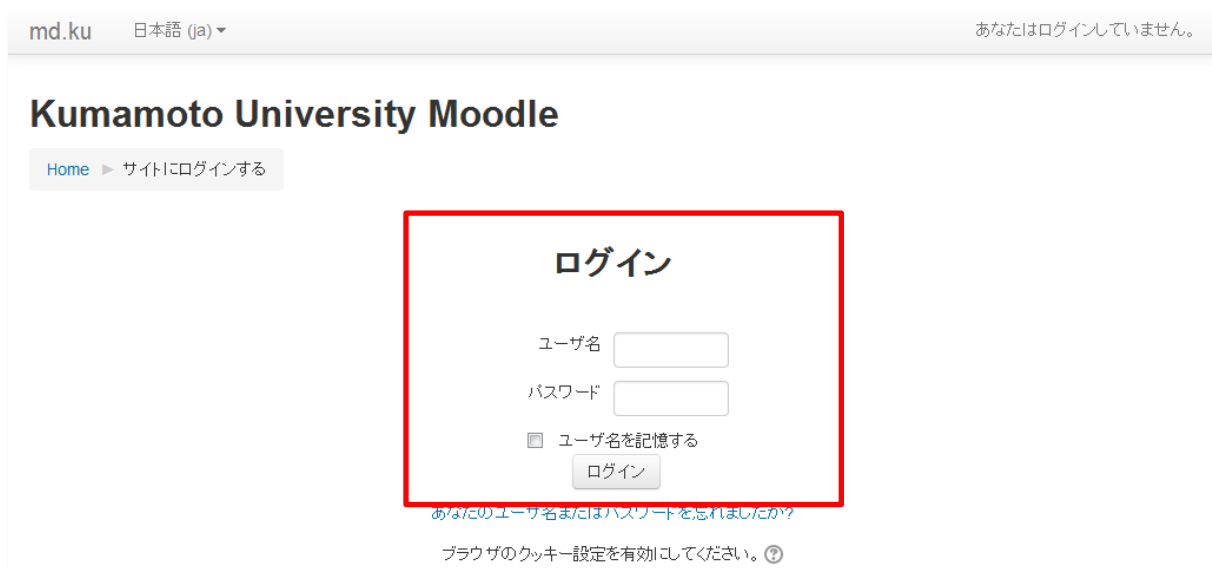 md.ku 日本語 (ja) あなたはログインしていません。
Kumamoto University Moodle
Home ▶ サイトにログインする
ログイン
ユーザ名
パスワード
ユーザ名を記憶する
ログイン
あなたのユーザ名またはパスワードを忘れましたか?
ブラウザのクッキー設定を有効にしてください。